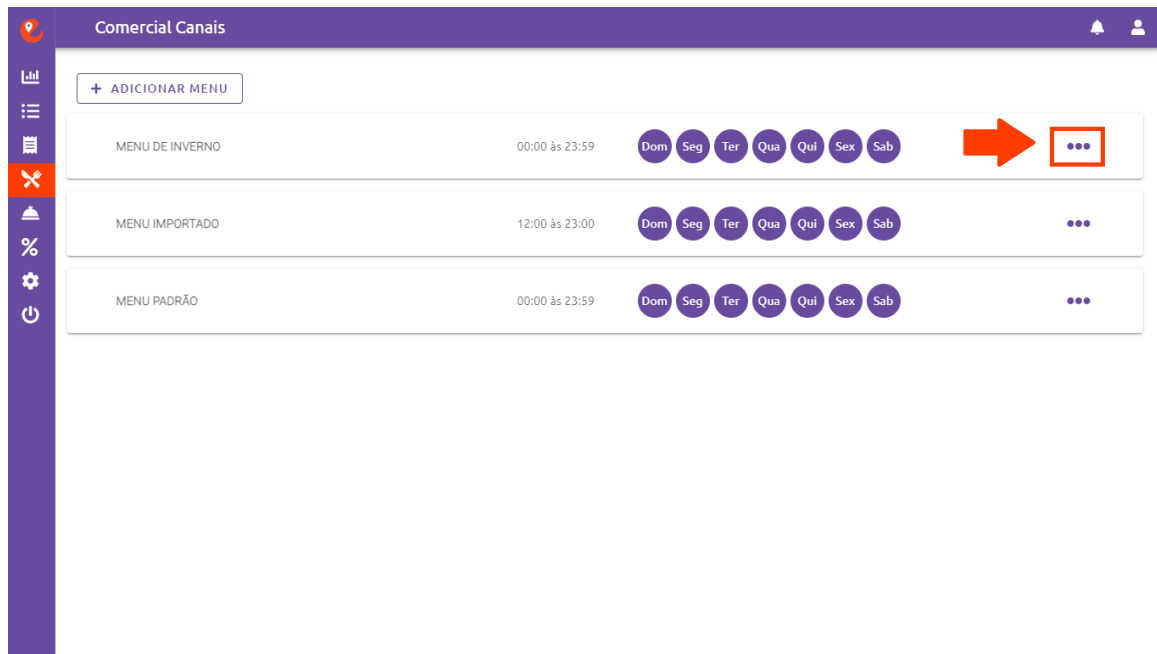 Comercial Canais
+ ADICIONAR MENU
MENU DE INVERNO 00:00 às 23:59 Dom Seg Ter Qua Qui Sex Sab
MENU IMPORTADO 12:00 às 23:00 Dom Seg Ter Qua Qui Sex Sab
MENU PADRÃO 00:00 às 23:59 Dom Seg Ter Qua Qui Sex Sab